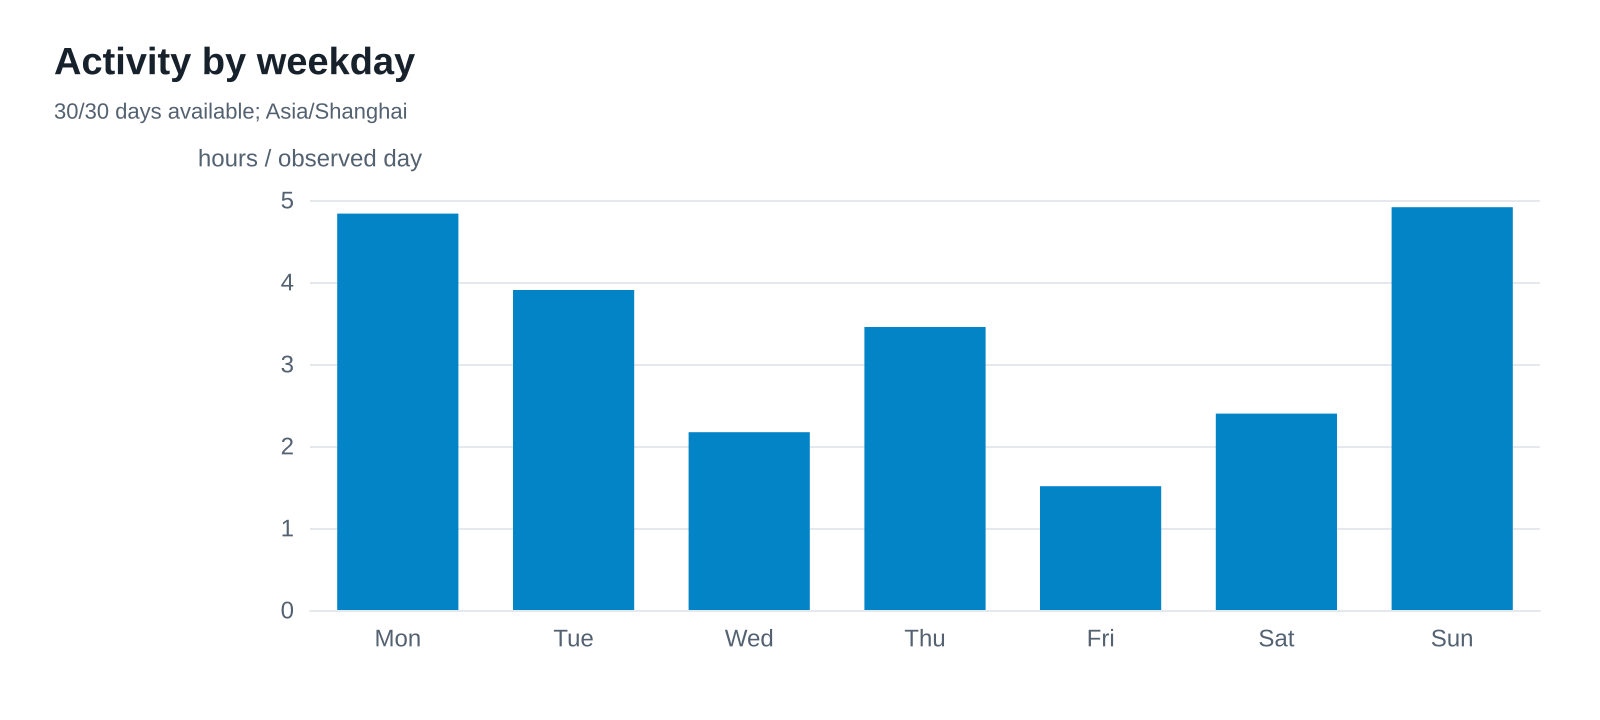 Activity by weekday
30/30 days available; Asia/Shanghai
hours / observed day
5
4
3
2
1
0
Mon Tue Wed Thu Fri Sat Sun